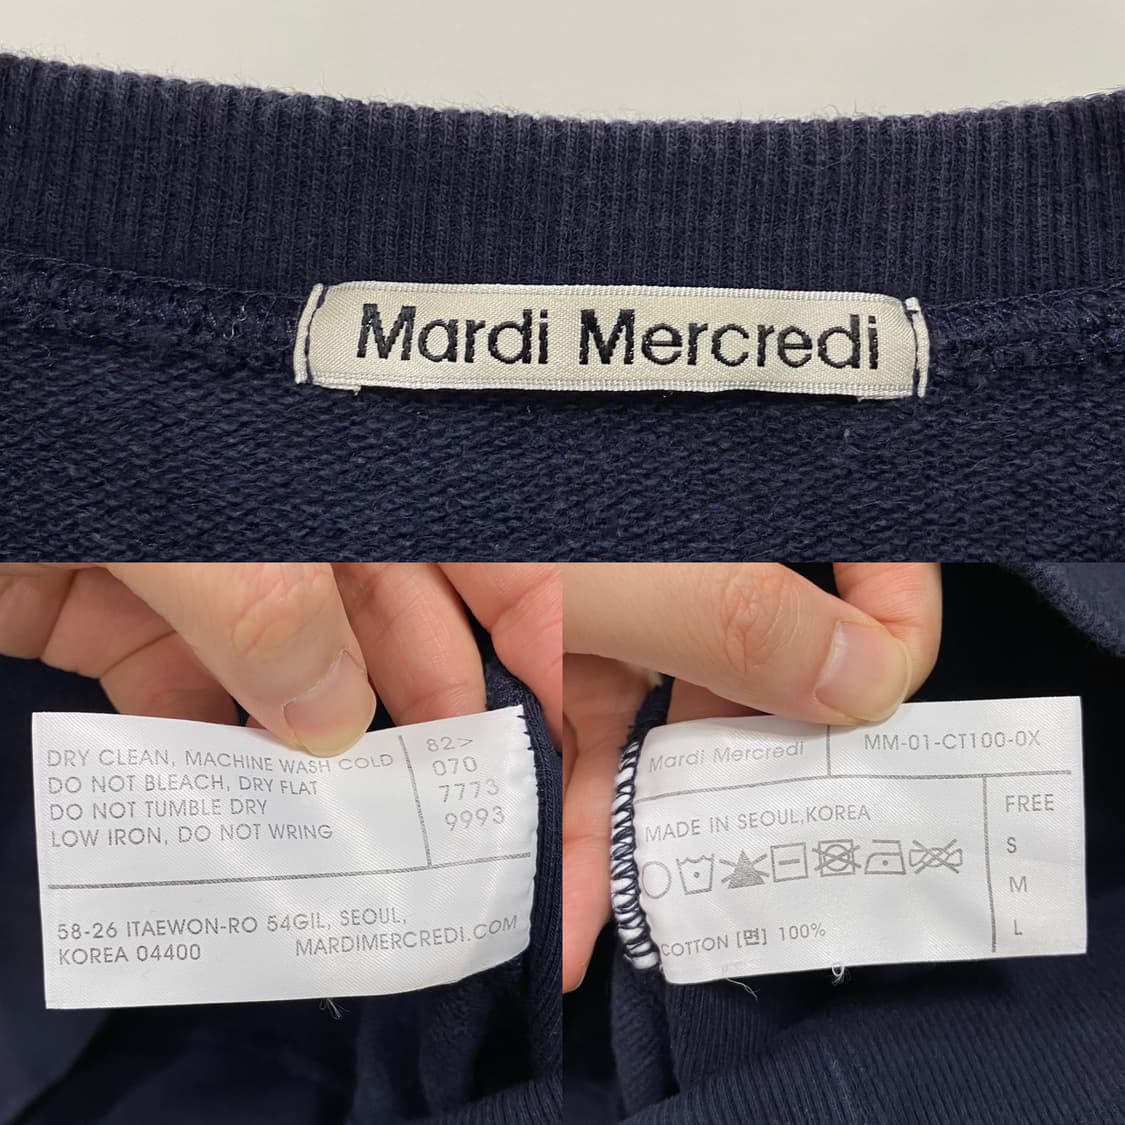 Mardi Mercredi
DRY CLEAN, MACHINE WASH COLD
DO NOT BLEACH, DRY FLAT
DO NOT TUMBLE DRY
LOW IRON, DO NOT WRING
82>
070
7773
9993
58-26 ITAEWON-RO 54GIL, SEOUL,
KOREA 04400
MARDIMERCREDI.COM
Mardi Mercredi
MM-01-CT100-0X
MADE IN SEOUL,KOREA
COTTON [면] 100%
FREE
S
M
L